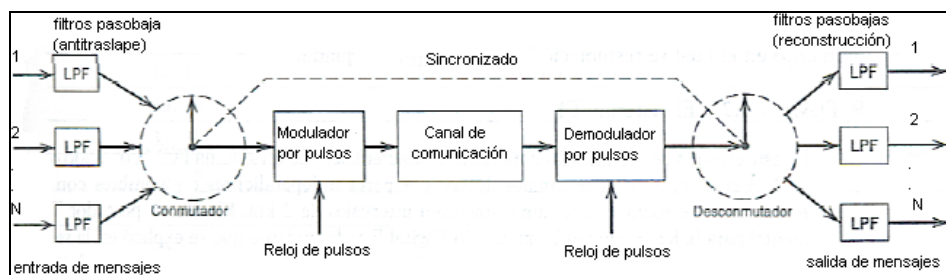 filtros pasobaja
(antitraslape)
filtros pasobajas
(reconstrucción)
Sincronizado
1
LPF
LPF
1
2
LPF
Modulador
por pulsos
Canal de
comunicación
Demodulador
por pulsos
LPF
2
N
LPF
Conmutador
Desconmutador
LPF
N
entrada de mensajes
Reloj de pulsos
Reloj de pulsos
salida de mensajes